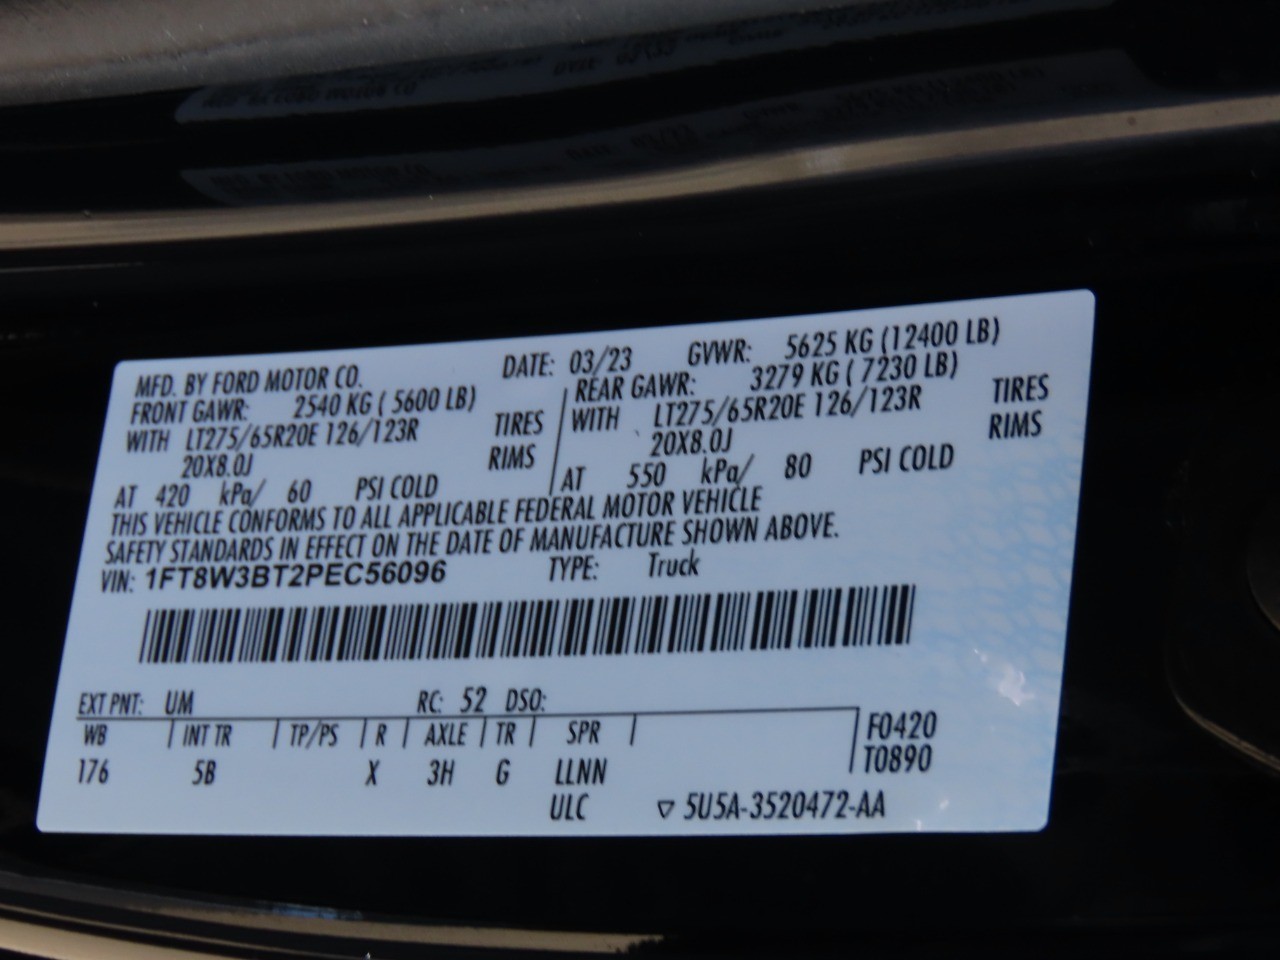 MFD. BY FORD MOTOR CO. DATE: 03/23 GVWR: 5625 KG (12400 LB)
FRONT GAWR: 2540 KG ( 5600 LB) REAR GAWR: 3279 KG ( 7230 LB)
WITH LT275/65R20E 126/123R TIRES WITH LT275/65R20E 126/123R TIRES
20X8.0J RIMS 20X8.0J RIMS
AT 420 kPa/ 60 PSI COLD AT 550 kPa/ 80 PSI COLD
THIS VEHICLE CONFORMS TO ALL APPLICABLE FEDERAL MOTOR VEHICLE
SAFETY STANDARDS IN EFFECT ON THE DATE OF MANUFACTURE SHOWN ABOVE.
VIN: 1FT8W3BT2PEC56096 TYPE: Truck
EXT PNT: UM RC: 52 DSO:
WB INT TR TP/PS R AXLE TR SPR F0420
176 5B X 3H G LLNN T0890
ULC ▽ 5U5A-3520472-AA